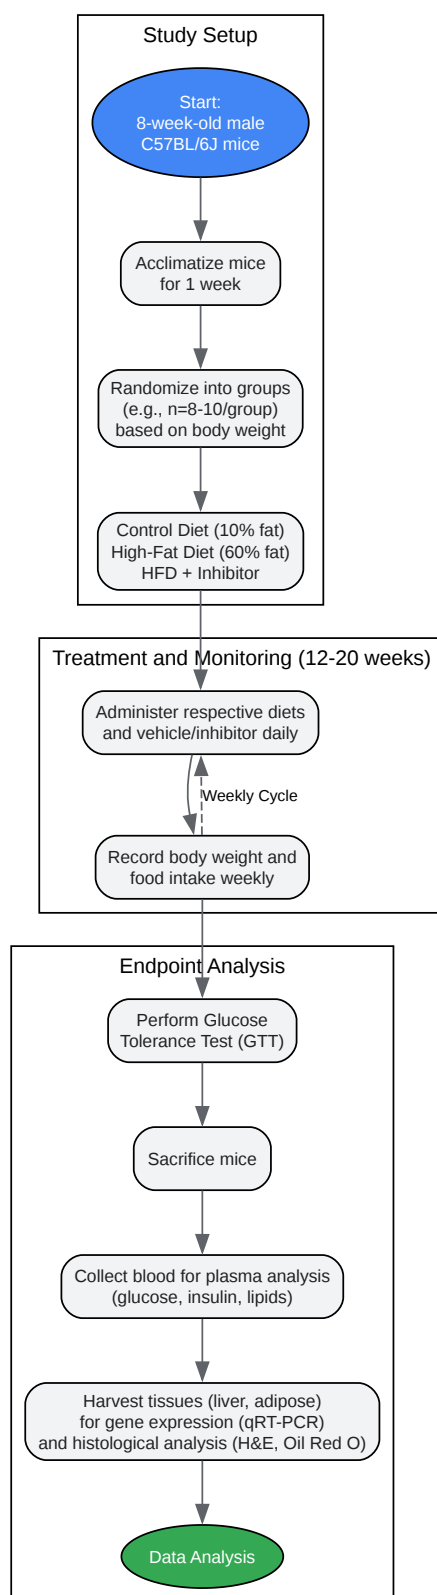 Study Setup
Start:
8-week-old male
C57BL/6J mice
Acclimatize mice
for 1 week
Randomize into groups
(e.g., n=8-10/group)
based on body weight
Control Diet (10% fat)
High-Fat Diet (60% fat)
HFD + Inhibitor
Treatment and Monitoring (12-20 weeks)
Administer respective diets
and vehicle/inhibitor daily
Weekly Cycle
Record body weight and
food intake weekly
Endpoint Analysis
Perform Glucose
Tolerance Test (GTT)
Sacrifice mice
Collect blood for plasma analysis
(glucose, insulin, lipids)
Harvest tissues (liver, adipose)
for gene expression (qRT-PCR)
and histological analysis (H&E, Oil Red O)
Data Analysis